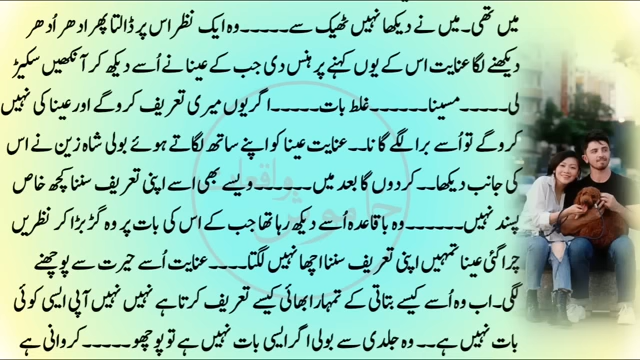 میں تھی۔ میں نے دیکھا نہیں ٹھیک سے۔۔۔۔۔ وہ ایک نظر اس پر ڈالتا پھر ادھر اُدھر
دیکھنے لگا عنایت اس کے یوں کہنے پر ہنس دی جب کے عینا نے اُسے دیکھ کر آنکھیں سکیڑ
لی۔۔۔۔۔ مسینا۔۔۔۔۔۔۔ غلط بات۔۔۔۔۔ اگر یوں میری تعریف کرو گے اور عینا کی نہیں
کرو گے تو اُسے برا لگے گا نا۔۔ عنایت عینا کو اپنے ساتھ لگاتے ہوئے بولی شاہ زین نے اس
کی جانب دیکھا۔۔ کر دوں گا بعد میں۔۔۔۔۔۔ ویسے بھی اسے اپنی تعریف سننا کچھ خاص
پسند نہیں۔۔۔۔۔۔ وہ باقاعدہ اُسے دیکھ رہا تھا جب کے اس کی بات پر وہ گڑبڑا کر نظریں
چرا گئی عینا تمہیں اپنی تعریف سننا اچھا نہیں لگتا۔۔۔۔ عنایت اُسے حیرت سے پوچھنے
لگی۔ اب وہ اُسے کیسے بتاتی کے تمہارا بھائی کیسے تعریف کرتا ہے نہیں نہیں آپی ایسی کوئی
بات نہیں ہے۔۔ وہ جلدی سے بولی اگر ایسی بات نہیں ہے تو پوچھو۔۔۔۔۔ کروانی ہے